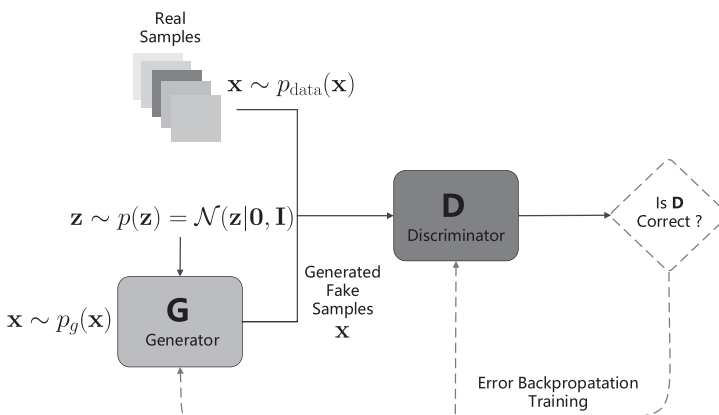 Real
Samples
x ∼ p_data(x)
z ∼ p(z) = 𝒩(z|0, I)
D
Discriminator
Is D
Correct ?
Generated
Fake
Samples
x
x ∼ p_g(x)
G
Generator
Error Backpropatation
Training